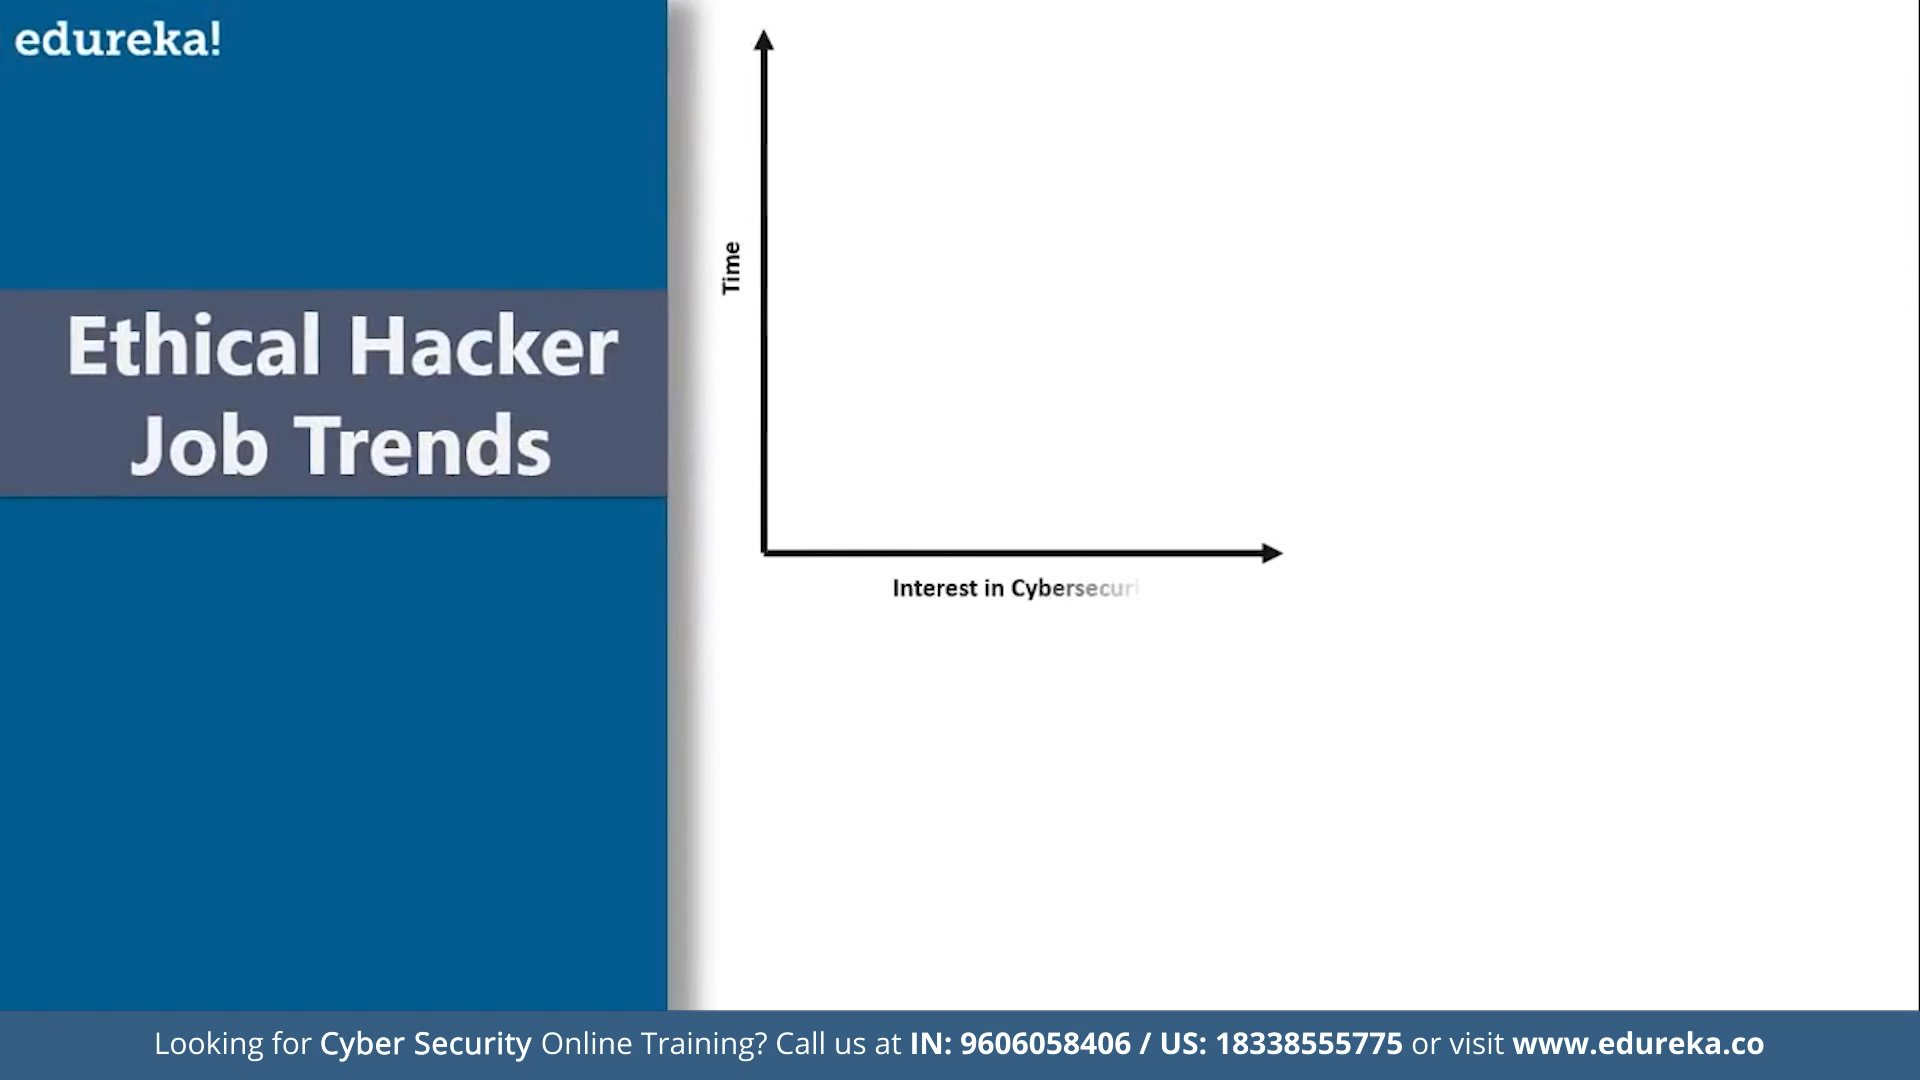 edureka!
Ethical Hacker
Job Trends
Time
Interest in Cybersecuri
Looking for Cyber Security Online Training? Call us at IN: 9606058406 / US: 18338555775 or visit www.edureka.co